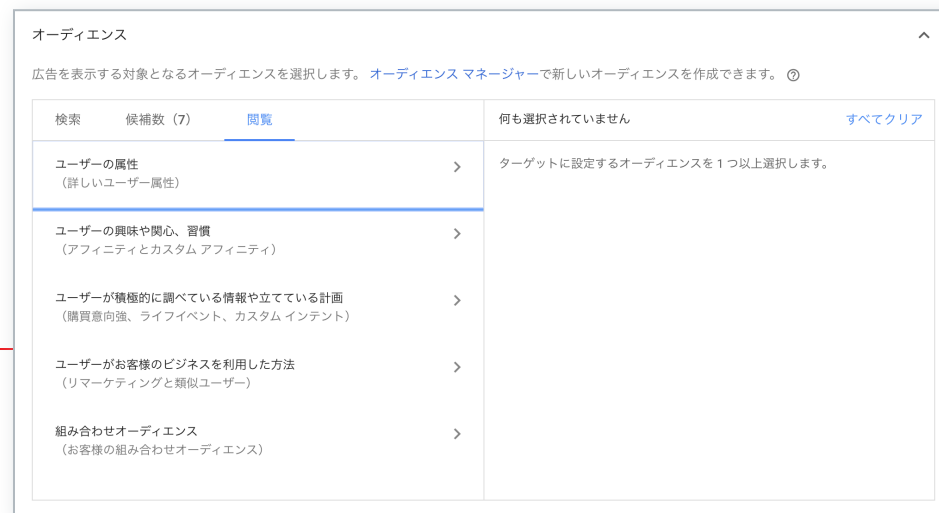 オーディエンス
広告を表示する対象となるオーディエンスを選択します。 オーディエンス マネージャーで新しいオーディエンスを作成できます。 ?
検索 候補数（7） 閲覧
何も選択されていません すべてクリア
ユーザーの属性
（詳しいユーザー属性）
ターゲットに設定するオーディエンスを 1 つ以上選択します。
ユーザーの興味や関心、習慣
（アフィニティとカスタム アフィニティ）
ユーザーが積極的に調べている情報や立てている計画
（購買意向強、ライフイベント、カスタム インテント）
ユーザーがお客様のビジネスを利用した方法
（リマーケティングと類似ユーザー）
組み合わせオーディエンス
（お客様の組み合わせオーディエンス）